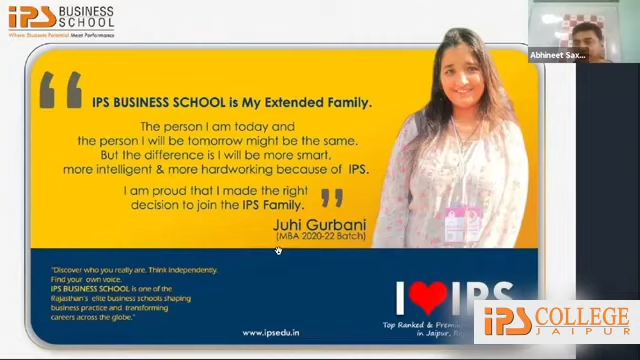 iPS BUSINESS SCHOOL
Where Students Potential Meet Performance
Abhineet Sax...
IPS BUSINESS SCHOOL is My Extended Family.
The person I am today and
the person I will be tomorrow might be the same.
But the difference is I will be more smart,
more intelligent & more hardworking because of IPS.
I am proud that I made the right
decision to join the IPS Family.
Juhi Gurbani
(MBA 2020-22 Batch)
"Discover who you really are. Think independently.
Find your own voice.
IPS BUSINESS SCHOOL is one of the
Rajasthan's elite business schools shaping
business practice and transforming
careers across the globe."
www.ipsedu.in
I ❤ IPS
Top Ranked &
in Jaipur,
iPS COLLEGE
JAIPUR